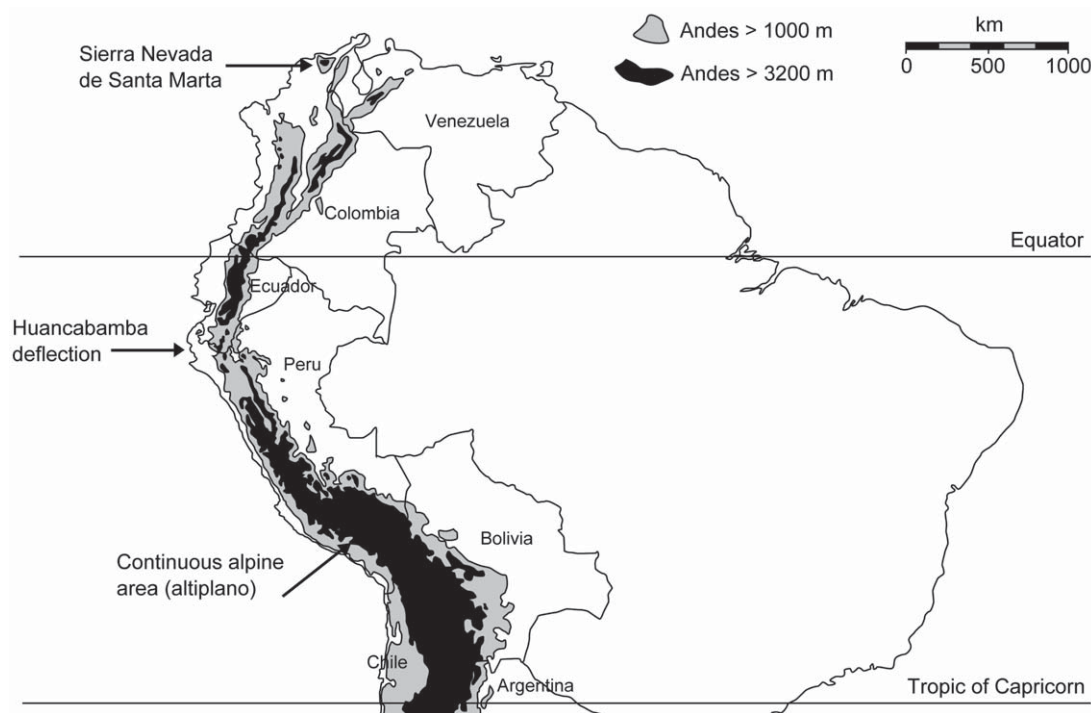 Sierra Nevada
de Santa Marta
Andes > 1000 m
Andes > 3200 m
km
0 500 1000
Venezuela
Colombia
Equator
Ecuador
Huancabamba
deflection
Peru
Bolivia
Continuous alpine
area (altiplano)
Chile
Argentina
Tropic of Capricorn